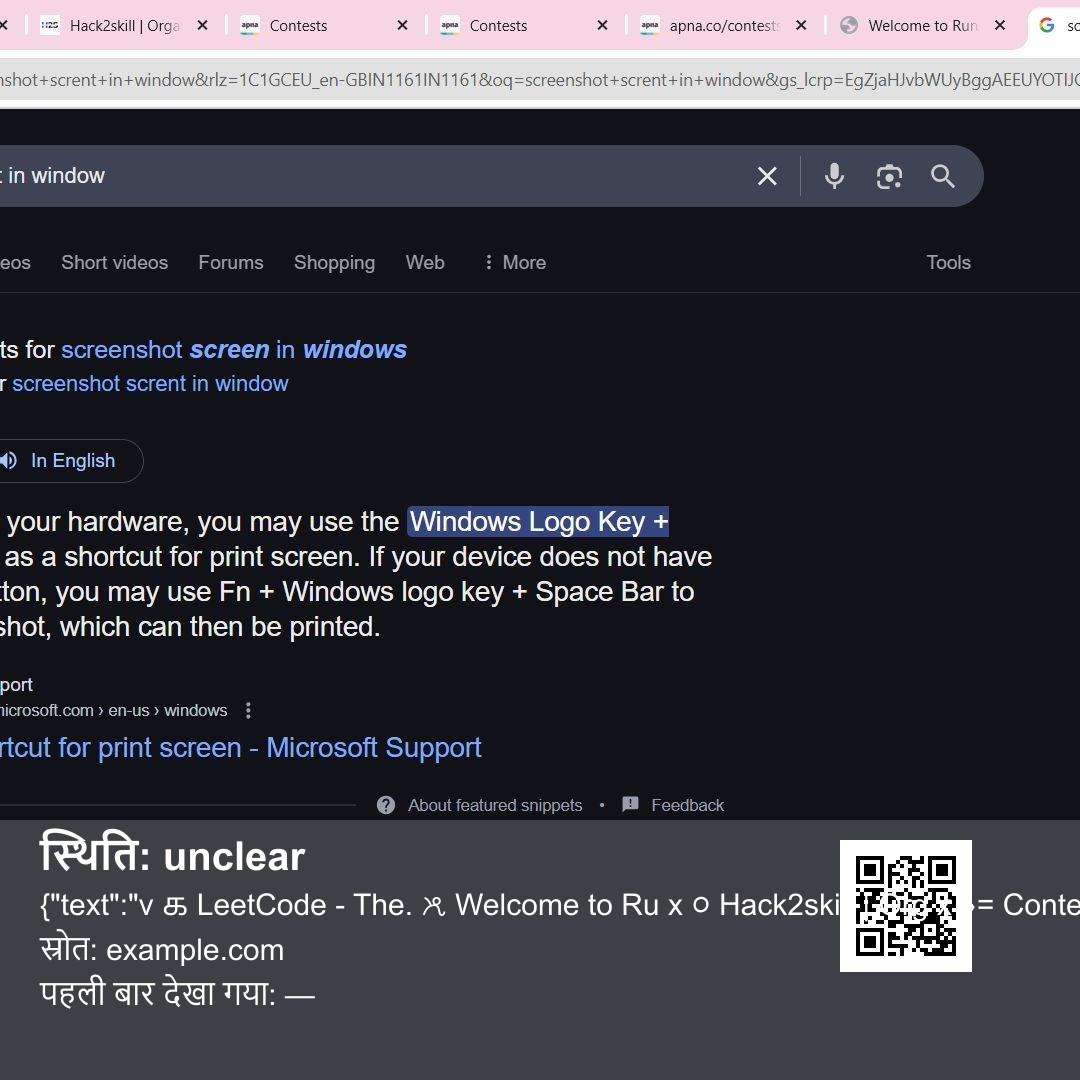 Hack2skill | Orga
Contests
Contests
apna.co/contests
Welcome to Run
nshot+scrent+in+window&rlz=1C1GCEU_en-GBIN1161IN1161&oq=screenshot+scrent+in+window&gs_lcrp=EgZjaHJvbWUyBggAEEUYOTIJC
t in window
eos Short videos Forums Shopping Web More Tools
ts for screenshot screen in windows
r screenshot scrent in window
In English
your hardware, you may use the Windows Logo Key +
as a shortcut for print screen. If your device does not have
tton, you may use Fn + Windows logo key + Space Bar to
shot, which can then be printed.
port
microsoft.com › en-us › windows
rtcut for print screen - Microsoft Support
About featured snippets • Feedback
स्थिति: unclear
{"text":"v க LeetCode - The. Welcome to Ru x o Hack2ski = Conte
स्रोत: example.com
पहली बार देखा गया: —